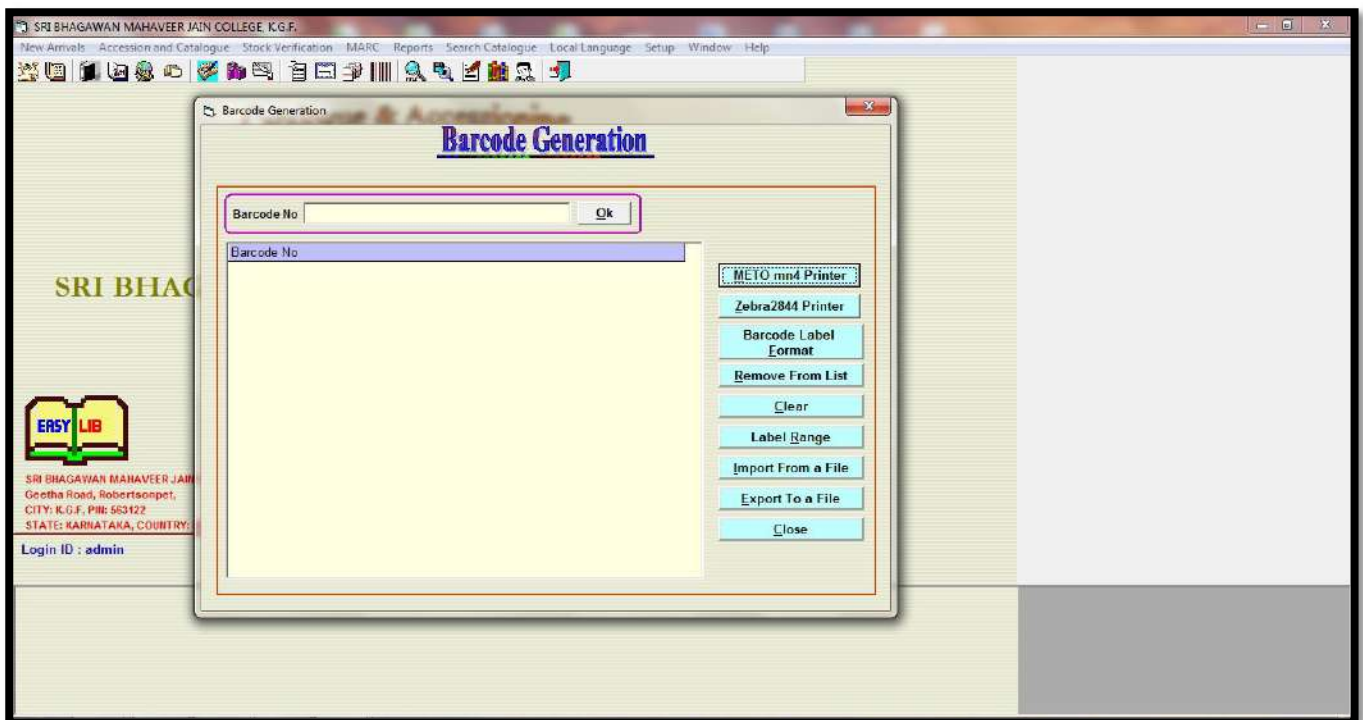 SRI BHAGAWAN MAHAVEER JAIN COLLEGE, K.G.F.
New Arrivals Accession and Catalogue Stock Verification MARC Reports Search Catalogue Local Language Setup Window Help
Barcode Generation
Barcode Generation
Barcode No
Ok
Barcode No
METO mn4 Printer
Zebra2844 Printer
Barcode Label
Format
Remove From List
Clear
Label Range
Import From a File
Export To a File
Close
SRI BHAG
EASY LIB
SRI BHAGAWAN MAHAVEER JAIN
Geetha Road, Robertsonpet,
CITY: K.G.F, PIN: 563122
STATE: KARNATAKA, COUNTRY:
Login ID : admin